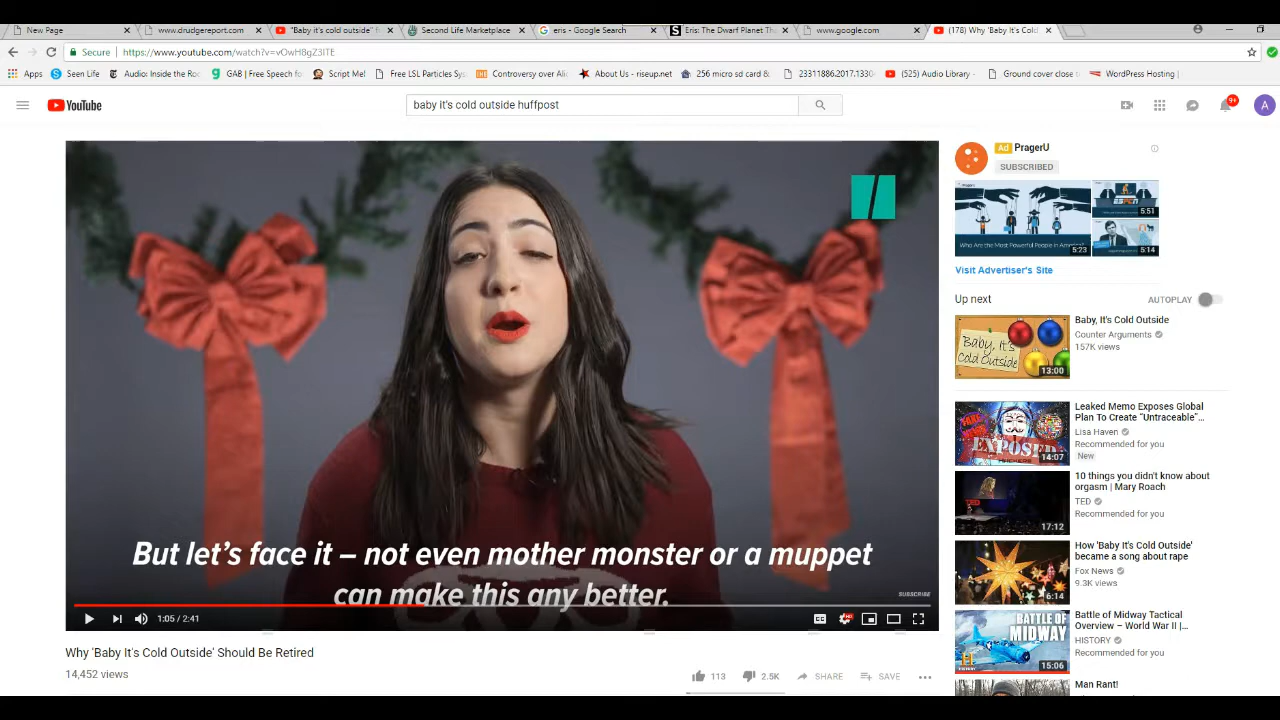 New Page
www.drudgereport.com
"Baby it's cold outside"
Second Life Marketplace
eris - Google Search
Eris: The Dwarf Planet Tha
www.google.com
(178) Why 'Baby It's Cold
Secure
https://www.youtube.com/watch?v=vOwH8gZ3lTE
Apps
Seen Life
Audio: Inside the Ro
GAB | Free Speech fo
Script Me!
Free LSL Particles Sys
Controversy over Ali
About Us - riseup.net
256 micro sd card &
23311886.2017.1330
(525) Audio Library -
Ground cover close
WordPress Hosting |
YouTube
baby it's cold outside huffpost
9+
A
But let's face it – not even mother monster or a muppet
can make this any better.
SUBSCRIBE
1:05 / 2:41
Why 'Baby It's Cold Outside' Should Be Retired
14,452 views
113
2.5K
SHARE
SAVE
Ad PragerU
SUBSCRIBED
Who Are the Most Powerful People in America?
5:23
ESPN
5:51
5:14
Visit Advertiser's Site
Up next
AUTOPLAY
Baby, It's
Cold Outside
13:00
Baby, It's Cold Outside
Counter Arguments
157K views
EXPOSED
14:07
Leaked Memo Exposes Global
Plan To Create "Untraceable"...
Lisa Haven
Recommended for you
New
17:12
10 things you didn't know about
orgasm | Mary Roach
TED
Recommended for you
6:14
How 'Baby It's Cold Outside'
became a song about rape
Fox News
9.3K views
BATTLE OF
MIDWAY
H
15:06
Battle of Midway Tactical
Overview – World War II |...
HISTORY
Recommended for you
Man Rant!